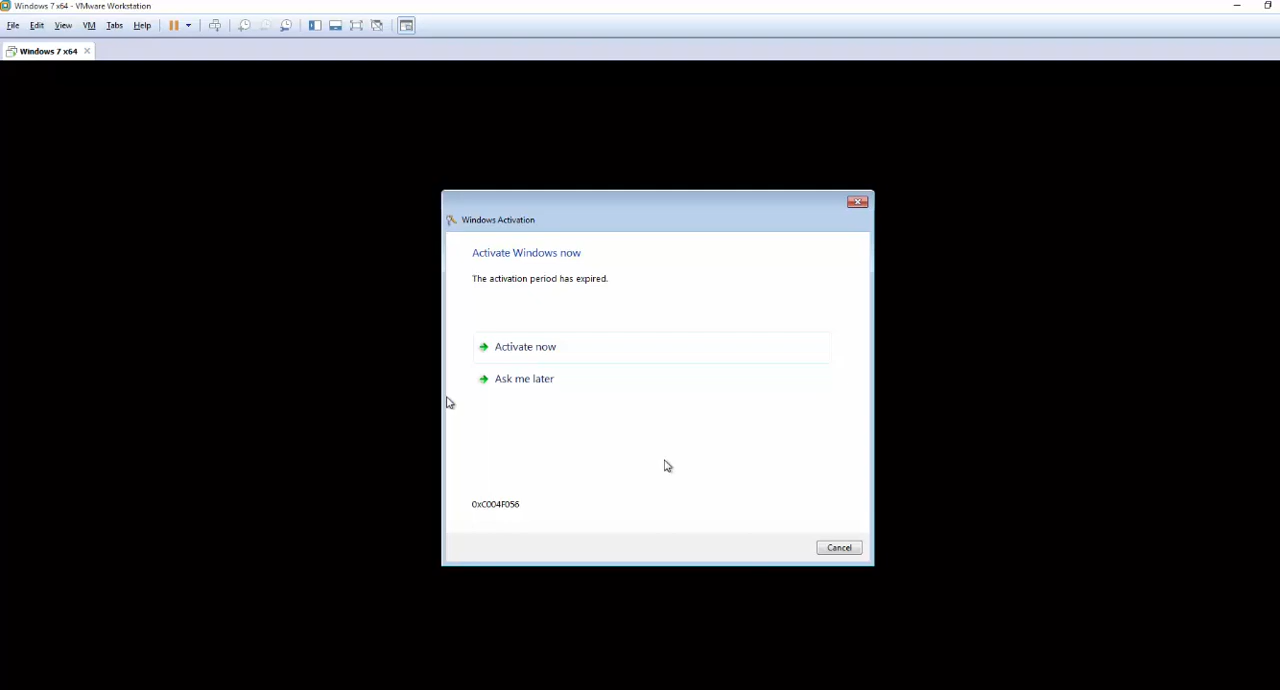 Windows 7 x64 - VMware Workstation
File Edit View VM Tabs Help
Windows 7 x64
Windows Activation
Activate Windows now
The activation period has expired.
Activate now
Ask me later
0xC004F056
Cancel